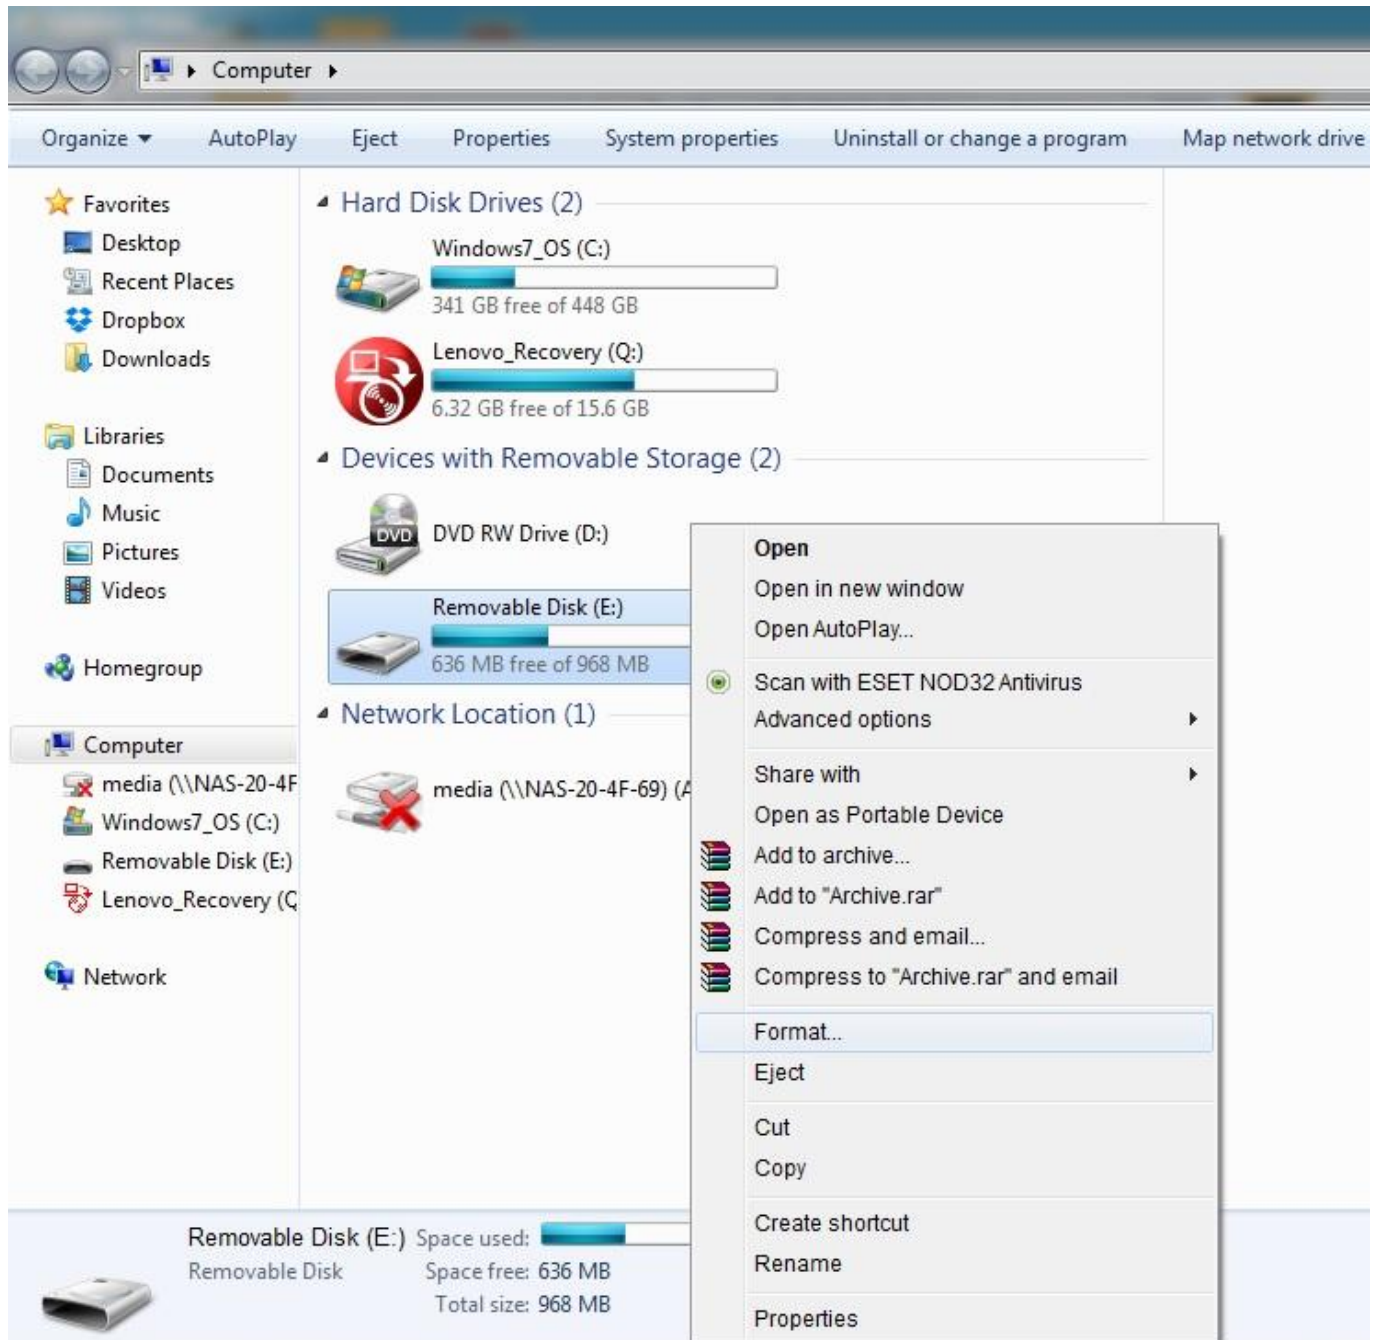 Computer
Organize AutoPlay Eject Properties System properties Uninstall or change a program Map network drive
Favorites
Desktop
Recent Places
Dropbox
Downloads
Libraries
Documents
Music
Pictures
Videos
Homegroup
Computer
media (\\NAS-20-4F
Windows7_OS (C:)
Removable Disk (E:)
Lenovo_Recovery (Q
Network
Hard Disk Drives (2)
Windows7_OS (C:)
341 GB free of 448 GB
Lenovo_Recovery (Q:)
6.32 GB free of 15.6 GB
Devices with Removable Storage (2)
DVD
DVD RW Drive (D:)
Removable Disk (E:)
636 MB free of 968 MB
Network Location (1)
media (\\NAS-20-4F-69) (A
Open
Open in new window
Open AutoPlay...
Scan with ESET NOD32 Antivirus
Advanced options
Share with
Open as Portable Device
Add to archive...
Add to "Archive.rar"
Compress and email...
Compress to "Archive.rar" and email
Format...
Eject
Cut
Copy
Create shortcut
Rename
Properties
Removable Disk (E:) Space used:
Removable Disk Space free: 636 MB
Total size: 968 MB